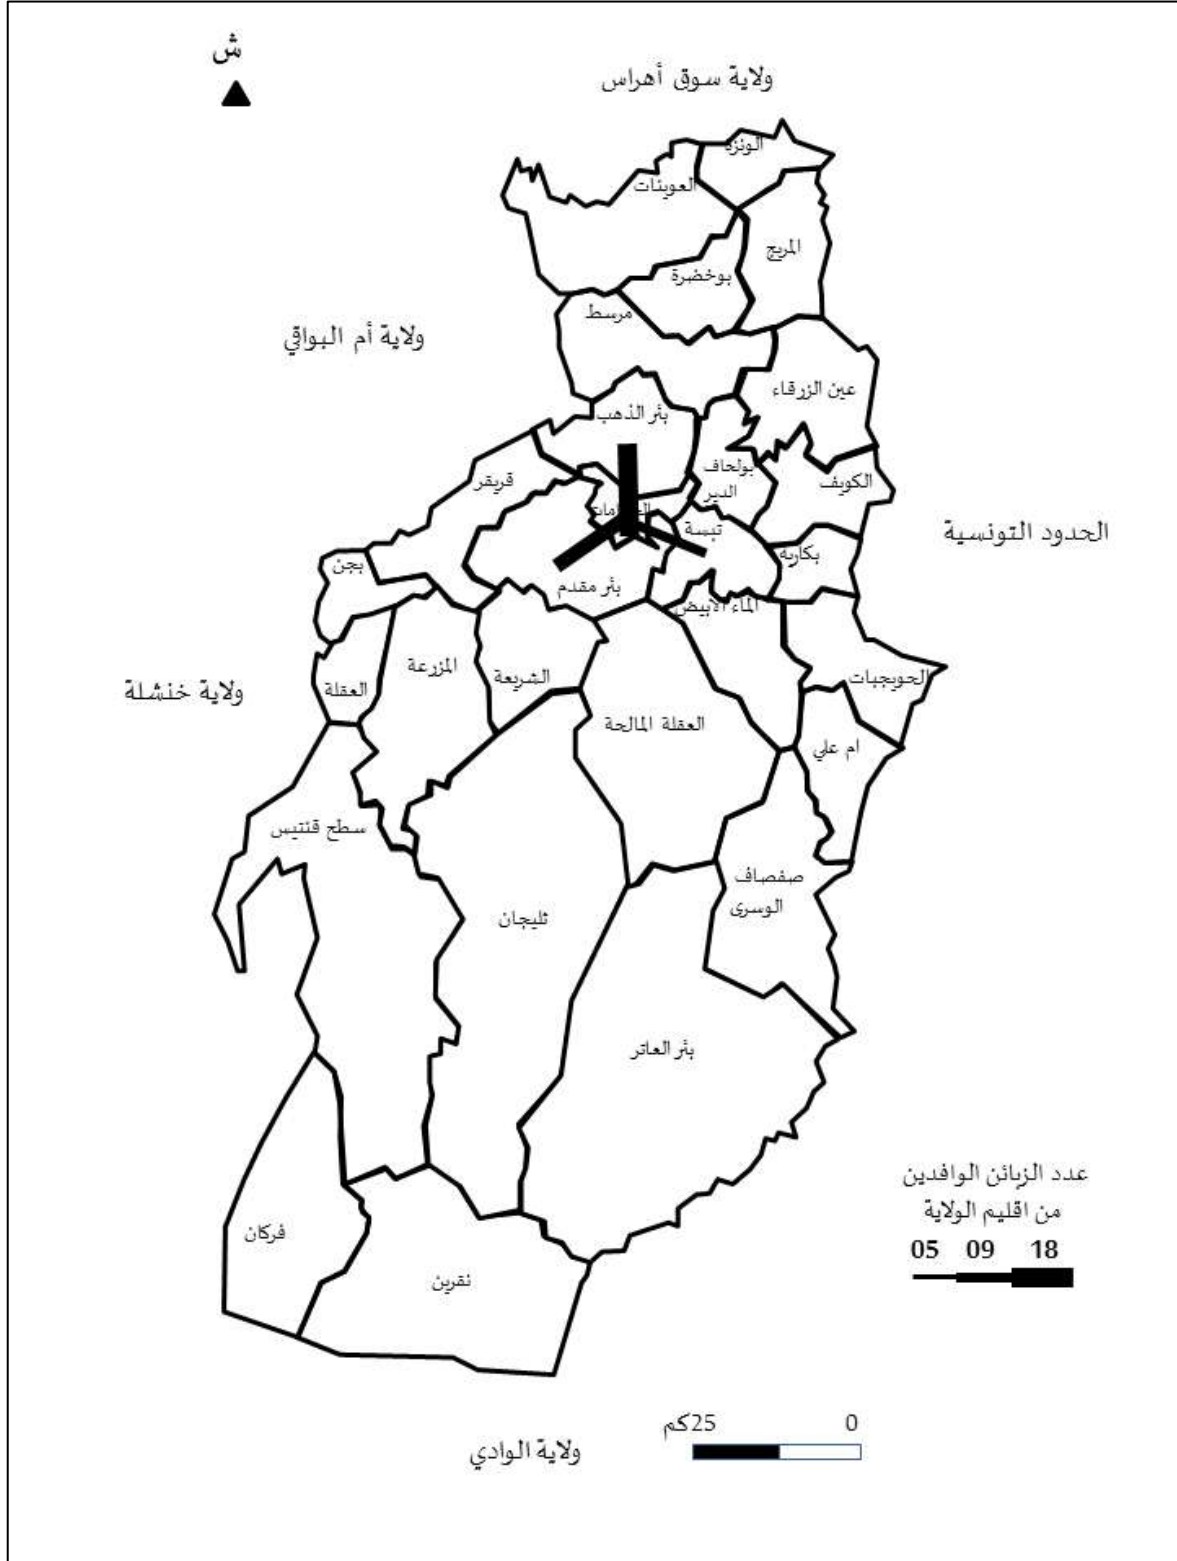 ش
ولاية سوق أهراس
الونزة
العوينات
المريج
بوخضرة
مرسط
ولاية أم البواقي
عين الزرقاء
بئر الذهب
قريقر
بولحاف
الدير
الكويف
تبسة
الحدود التونسية
بكارية
بجن
بئر مقدم
الماء الأبيض
المزرعة
الشريعة
العقلة
الحويجبات
ولاية خنشلة
العقلة المالحة
ام علي
سطح قنتيس
صفصاف
الوسرى
ثليجان
بئر العاتر
عدد الزبائن الوافدين
من اقليم الولاية
05 09 18
فركان
نقرين
25كم 0
ولاية الوادي